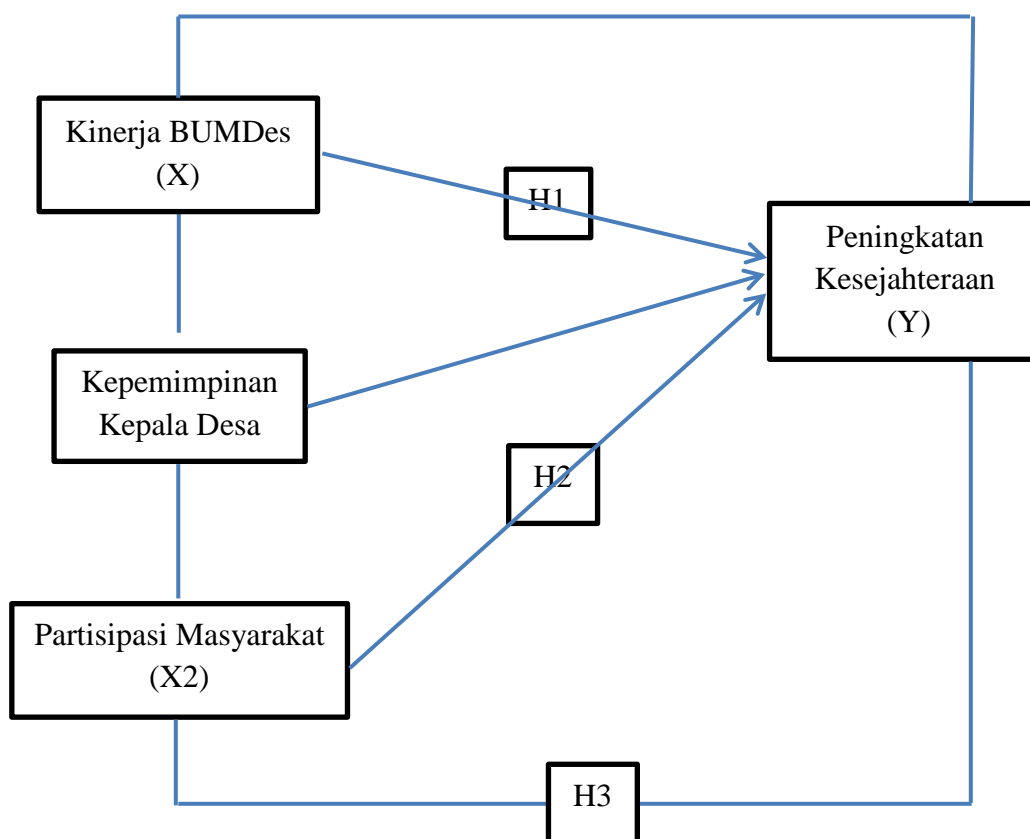 Kinerja BUMDes
(X)
H1
Peningkatan
Kesejahteraan
(Y)
Kepemimpinan
Kepala Desa
H2
Partisipasi Masyarakat
(X2)
H3